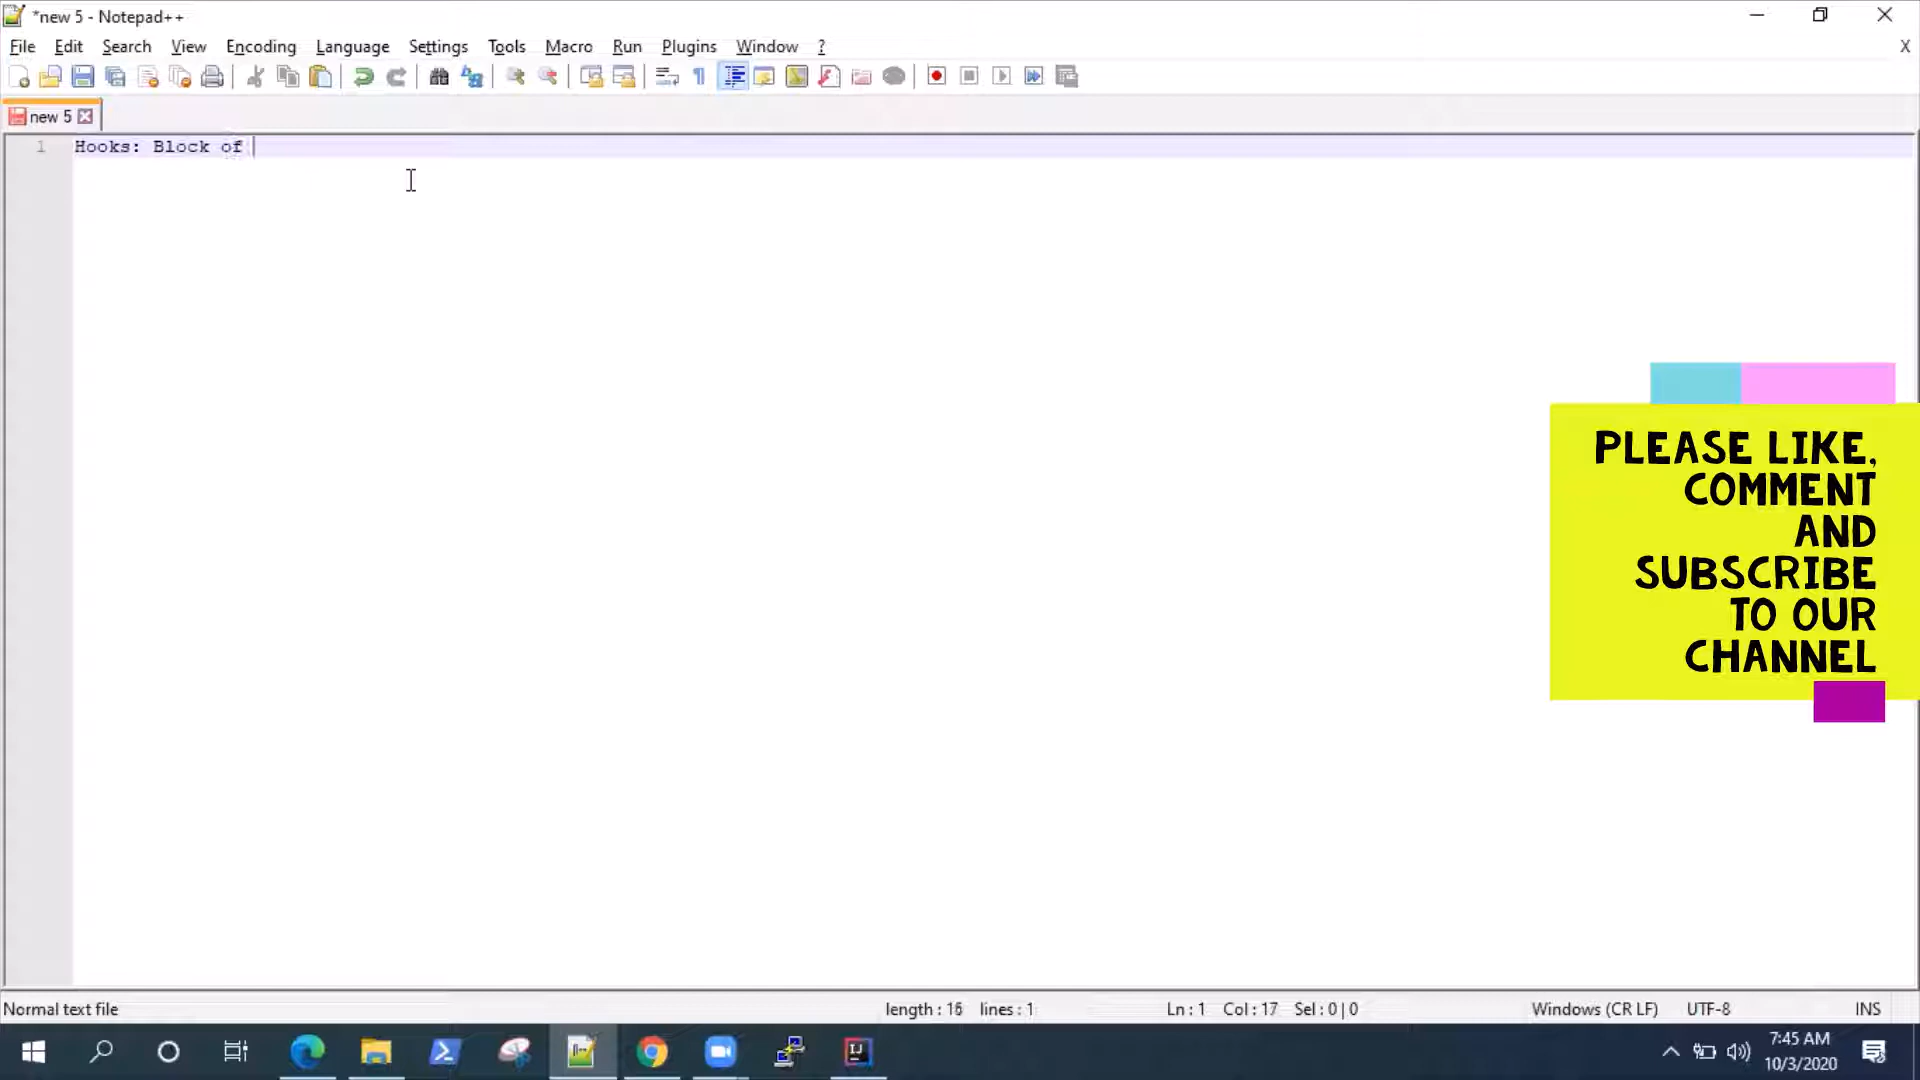 *new 5 - Notepad++
File Edit Search View Encoding Language Settings Tools Macro Run Plugins Window ?
X
new 5
1 Hooks: Block of
PLEASE LIKE,
COMMENT
AND
SUBSCRIBE
TO OUR
CHANNEL
Normal text file length : 16 lines : 1 Ln : 1 Col : 17 Sel : 0 | 0 Windows (CR LF) UTF-8 INS
7:45 AM
10/3/2020